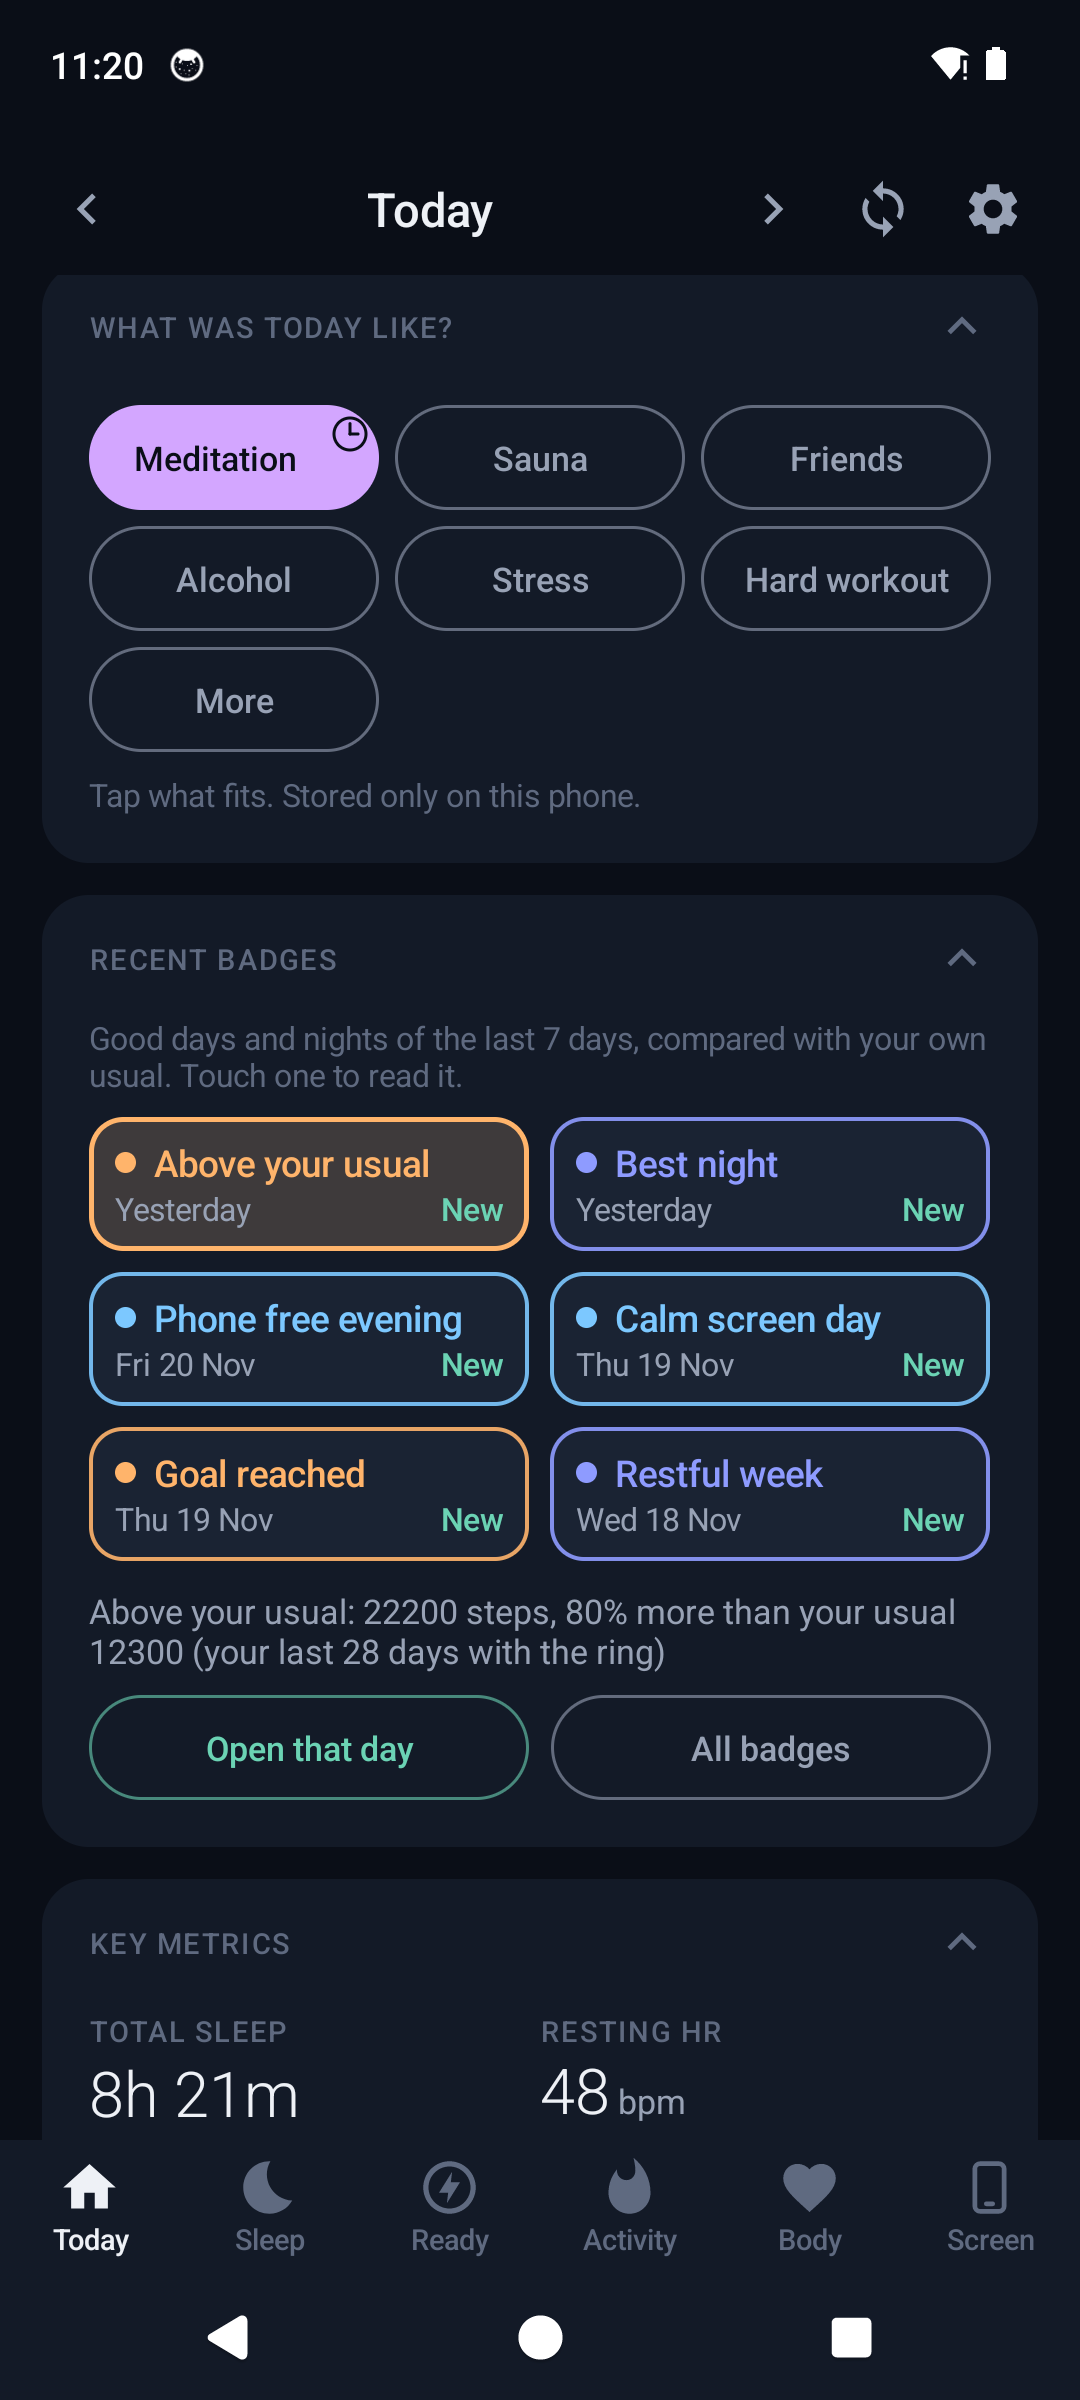 11:20
Today
WHAT WAS TODAY LIKE?
Meditation
Sauna
Friends
Alcohol
Stress
Hard workout
More
Tap what fits. Stored only on this phone.
RECENT BADGES
Good days and nights of the last 7 days, compared with your own
usual. Touch one to read it.
Above your usual
Yesterday New
Best night
Yesterday New
Phone free evening
Fri 20 Nov New
Calm screen day
Thu 19 Nov New
Goal reached
Thu 19 Nov New
Restful week
Wed 18 Nov New
Above your usual: 22200 steps, 80% more than your usual
12300 (your last 28 days with the ring)
Open that day
All badges
KEY METRICS
TOTAL SLEEP
8h 21m
RESTING HR
48 bpm
Today
Sleep
Ready
Activity
Body
Screen